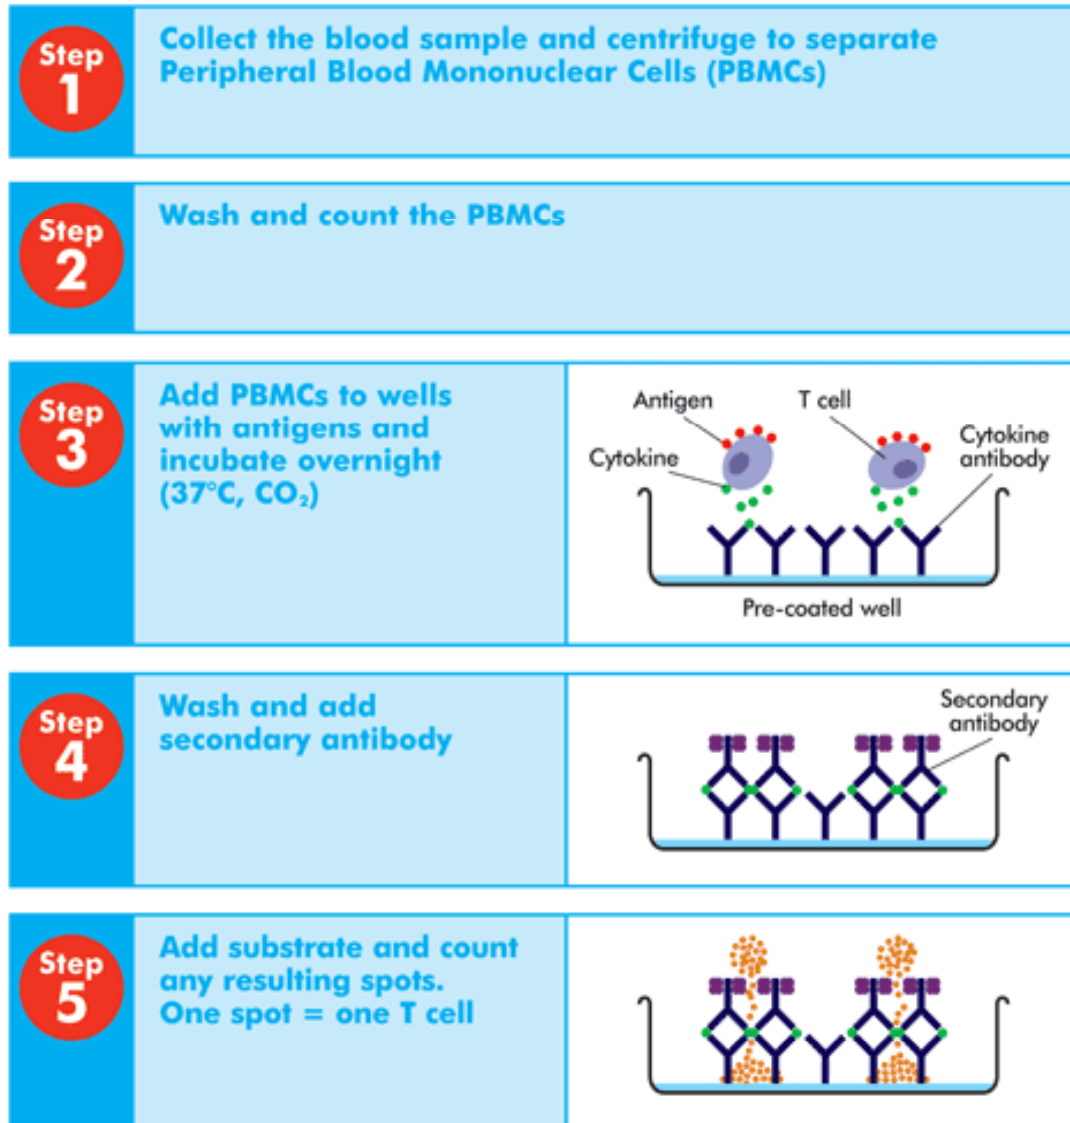 Step
1
Collect the blood sample and centrifuge to separate
Peripheral Blood Mononuclear Cells (PBMCs)
Step
2
Wash and count the PBMCs
Step
3
Add PBMCs to wells
with antigens and
incubate overnight
(37°C, CO₂)
Antigen
T cell
Cytokine
Cytokine
antibody
Pre-coated well
Step
4
Wash and add
secondary antibody
Secondary
antibody
Step
5
Add substrate and count
any resulting spots.
One spot = one T cell